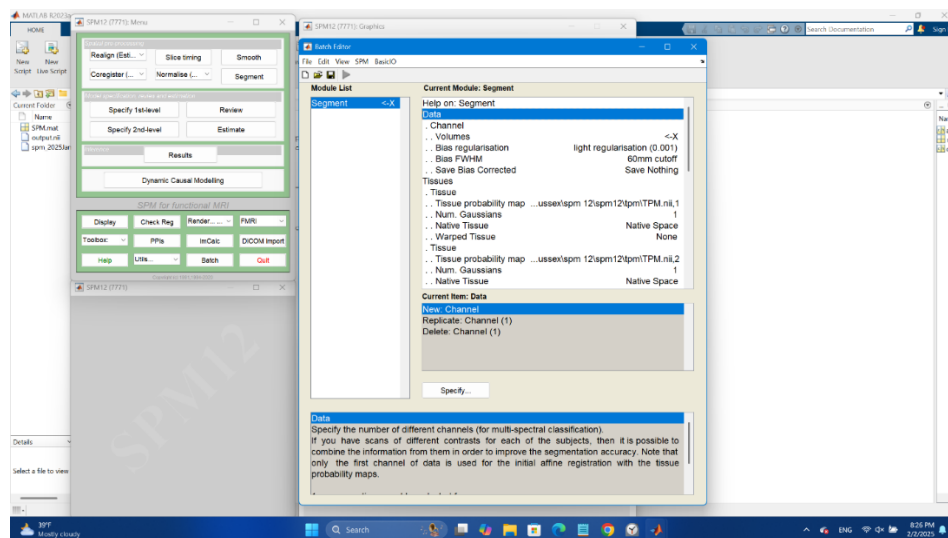 MATLAB R2023a
HOME
New Script
New Live Script
Search Documentation
Sign
Current Folder
Name
SPM.mat
output.nii
spm_2025Jan
Details
Select a file to view
SPM12 (7771): Menu
Realign (Esti...
Slice timing
Smooth
Coregister (...
Normalise (...
Segment
Specify 1st-level
Review
Specify 2nd-level
Estimate
Results
Dynamic Causal Modelling
SPM for functional MRI
Display
Check Reg
Render...
FMRI
Toolbox:
PPIs
ImCalc
DICOM Import
Help
Utils...
Batch
Quit
SPM12 (7771)
SPM12
SPM12 (7771): Graphics
Batch Editor
File Edit View SPM BasicIO
Module List
Current Module: Segment
Segment <-X
Help on: Segment
Data
. Channel
. . Volumes <-X
. . Bias regularisation light regularisation (0.001)
. . Bias FWHM 60mm cutoff
. . Save Bias Corrected Save Nothing
Tissues
. Tissue
. . Tissue probability map ...ussex\spm 12\spm12\tpm\TPM.nii,1
. . Num. Gaussians 1
. . Native Tissue Native Space
. . Warped Tissue None
. Tissue
. . Tissue probability map ...ussex\spm 12\spm12\tpm\TPM.nii,2
. . Num. Gaussians 1
. . Native Tissue Native Space
Current Item: Data
New: Channel
Replicate: Channel (1)
Delete: Channel (1)
Specify...
Data
Specify the number of different channels (for multi-spectral classification).
If you have scans of different contrasts for each of the subjects, then it is possible to
combine the information from them in order to improve the segmentation accuracy. Note that
only the first channel of data is used for the initial affine registration with the tissue
probability maps.
Na
39°F
Mostly cloudy
Search
ENG
8:26 PM
2/2/2025